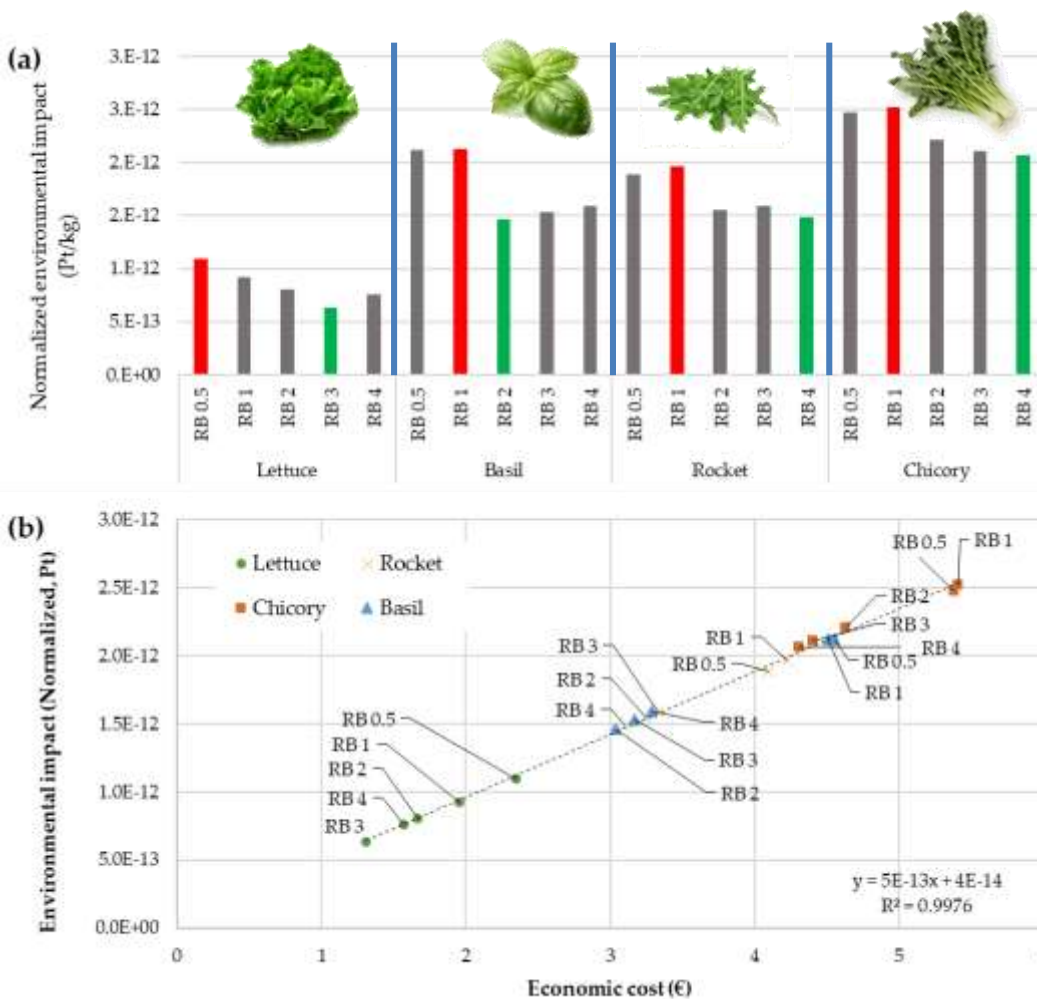 (a)
Normalized environmental impact
(Pt/kg)
3.E-12
3.E-12
2.E-12
2.E-12
1.E-12
5.E-13
0.E+00
RB 0.5
RB 1
RB 2
RB 3
RB 4
RB 0.5
RB 1
RB 2
RB 3
RB 4
RB 0.5
RB 1
RB 2
RB 3
RB 4
RB 0.5
RB 1
RB 2
RB 3
RB 4
Lettuce
Basil
Rocket
Chicory
(b)
Environmental impact (Normalized, Pt)
3.0E-12
2.5E-12
2.0E-12
1.5E-12
1.0E-12
5.0E-13
0.0E+00
Lettuce
Rocket
Chicory
Basil
RB 0.5
RB 1
RB 2
RB 3
RB 4
RB 0.5
RB 1
RB 1
RB 0.5
RB 3
RB 2
RB 4
RB 4
RB 3
RB 2
RB 0.5
RB 1
RB 2
RB 4
RB 3
y = 5E-13x + 4E-14
R² = 0.9976
0
1
2
3
4
5
Economic cost (€)